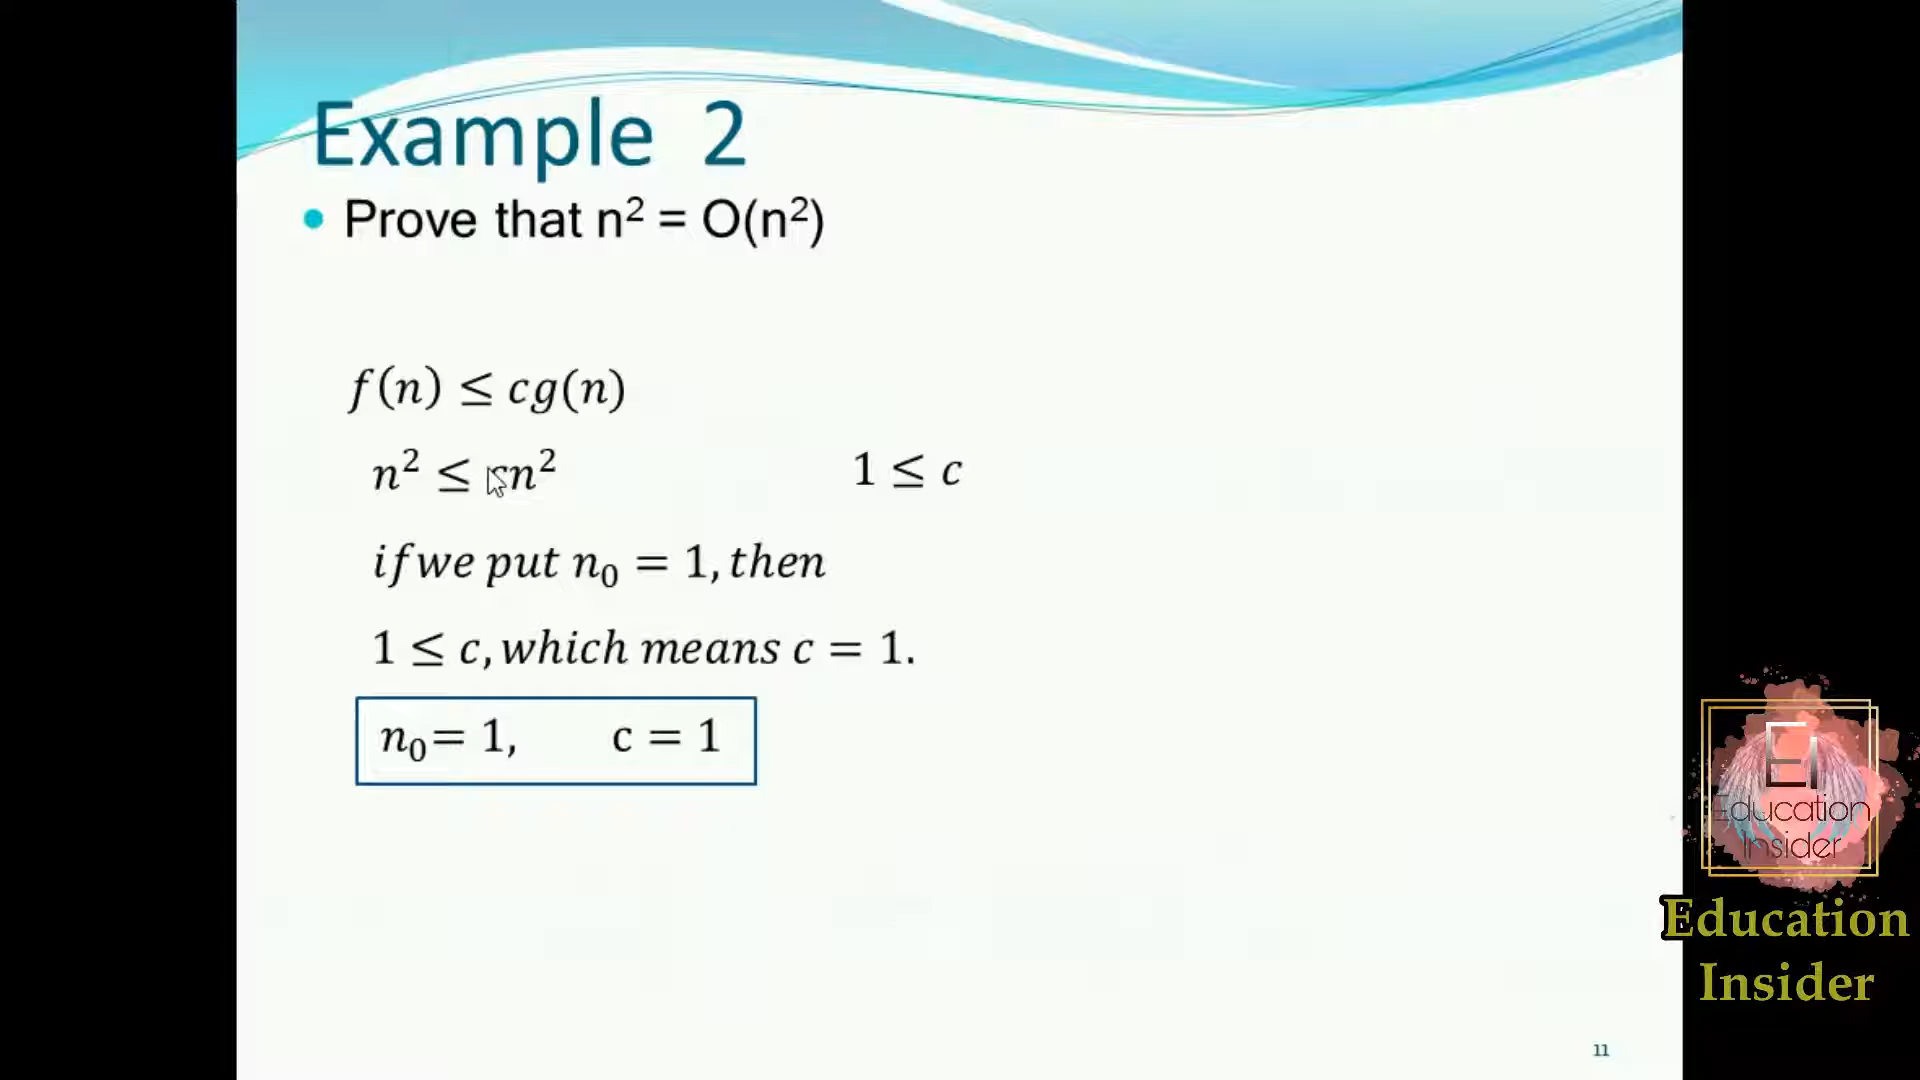 Example 2
Prove that n² = O(n²)
f(n) ≤ cg(n)
n² ≤ cn² 1 ≤ c
if we put n₀ = 1, then
1 ≤ c, which means c = 1.
n₀= 1, c = 1
EI
Education
Insider
Education
Insider
11